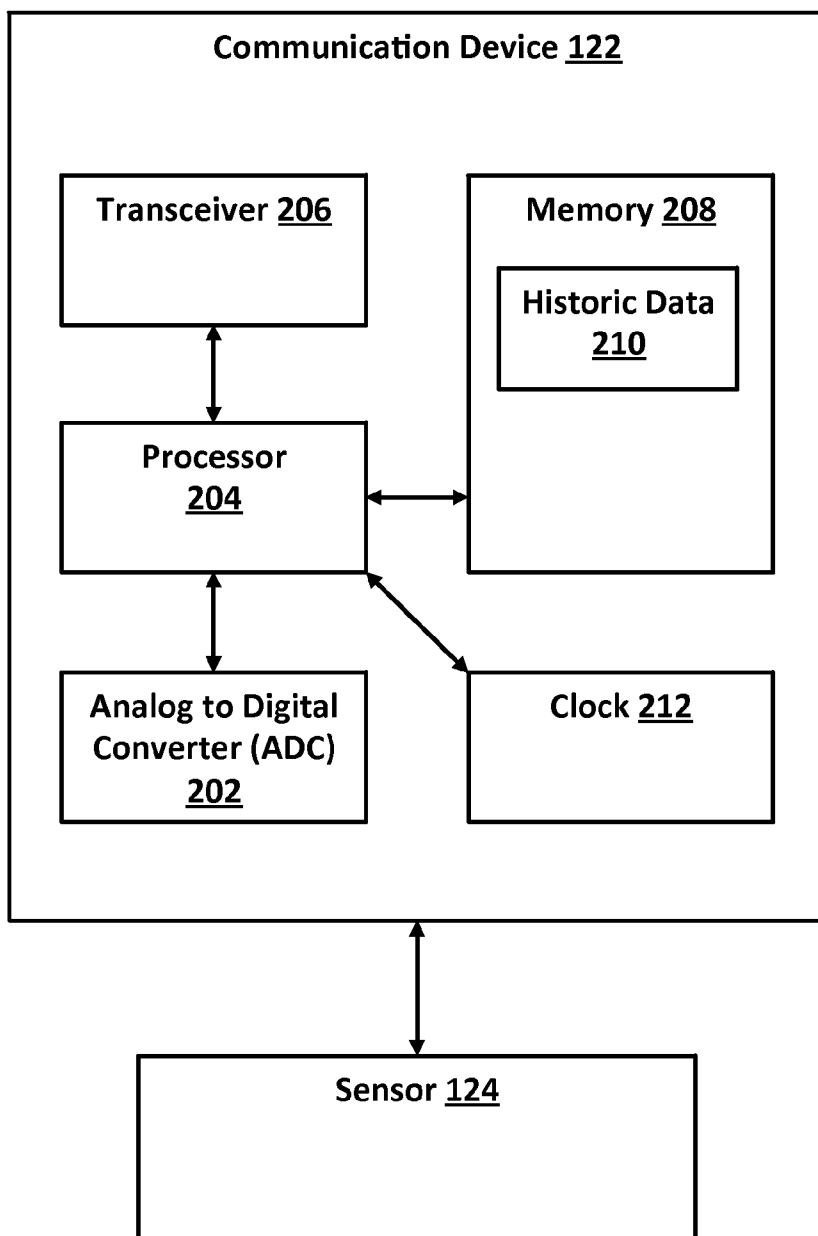 Communication Device 122
Transceiver 206
Memory 208
Historic Data
210
Processor
204
Analog to Digital
Converter (ADC)
202
Clock 212
Sensor 124